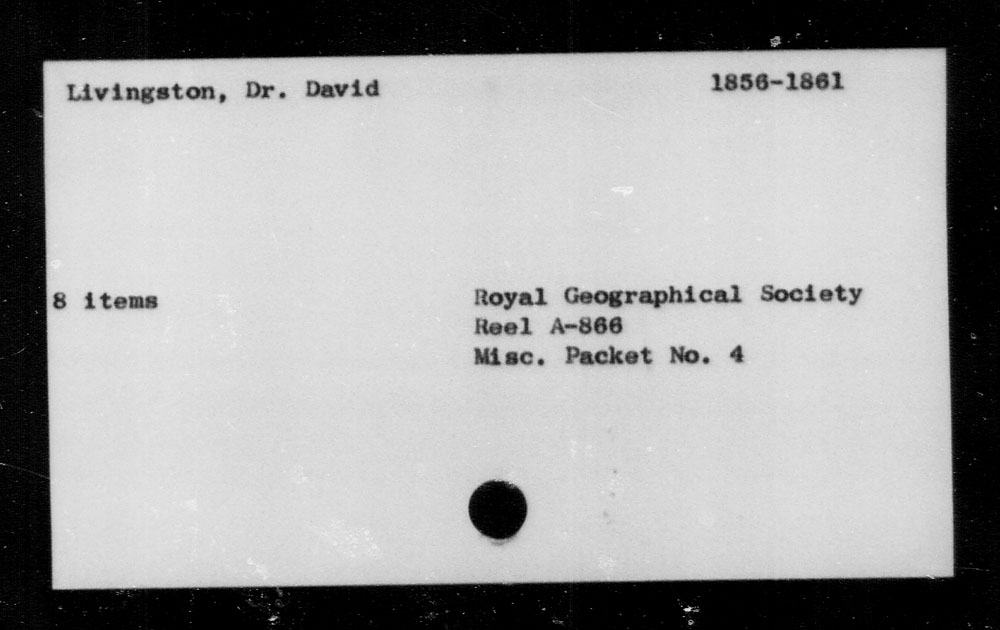 Livingston, Dr. David 1856-1861
8 items Royal Geographical Society
Reel A-866
Misc. Packet No. 4